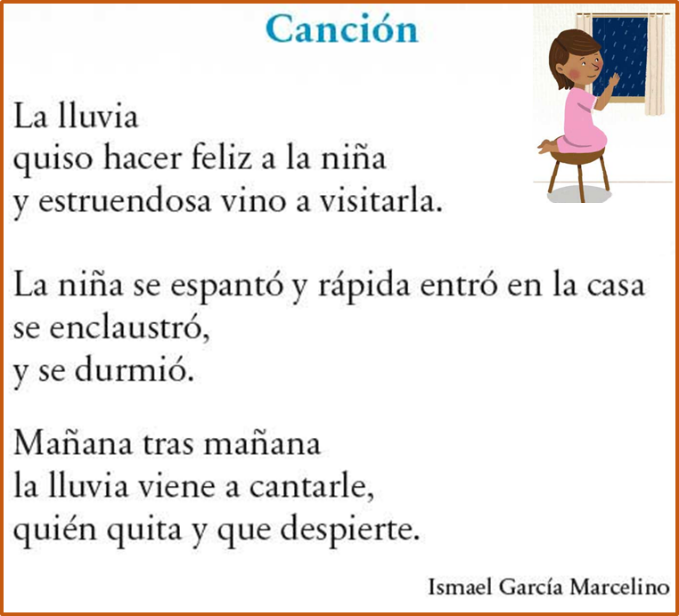 Canción
La lluvia
quiso hacer feliz a la niña
y estruendosa vino a visitarla.
La niña se espantó y rápida entró en la casa
se enclaustró,
y se durmió.
Mañana tras mañana
la lluvia viene a cantarle,
quién quita y que despierte.
Ismael García Marcelino